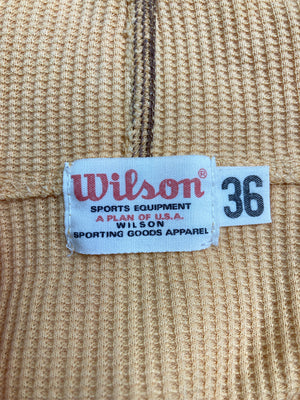 Wilson® 36
SPORTS EQUIPMENT
A PLAN OF U.S.A.
WILSON
SPORTING GOODS APPAREL